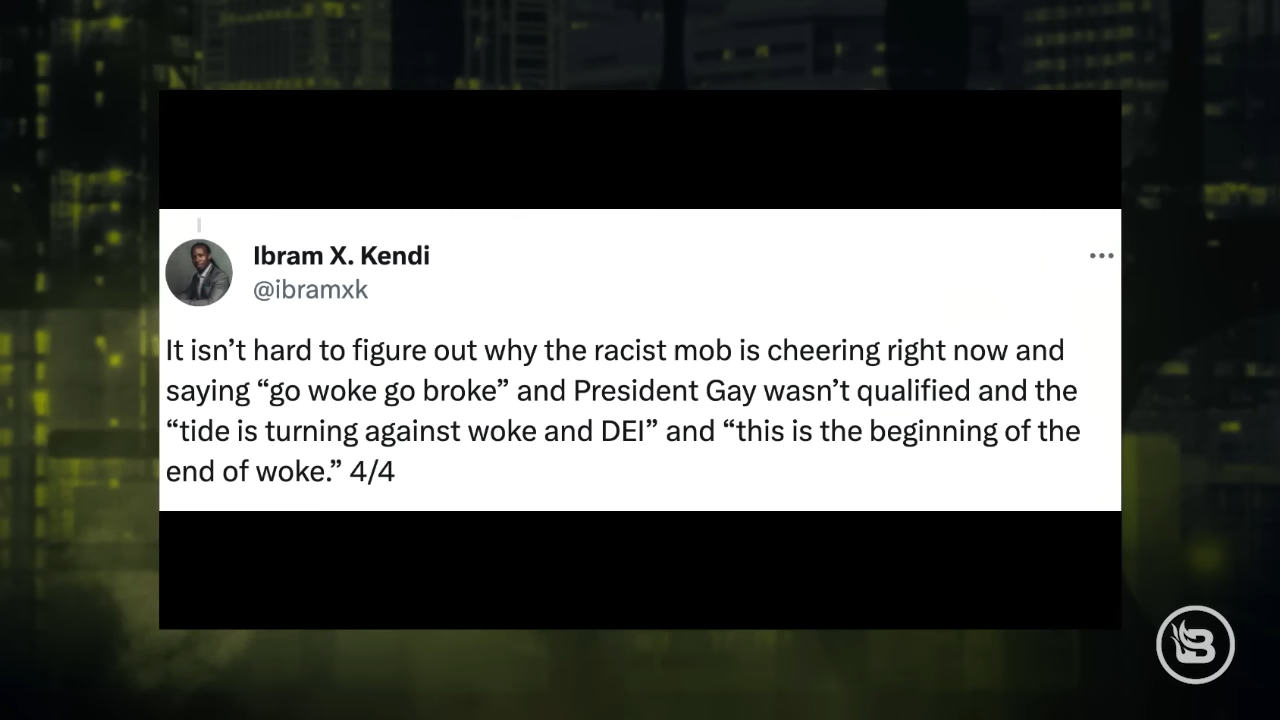 Ibram X. Kendi
@ibramxk
It isn’t hard to figure out why the racist mob is cheering right now and
saying “go woke go broke” and President Gay wasn’t qualified and the
“tide is turning against woke and DEI” and “this is the beginning of the
end of woke.” 4/4
B